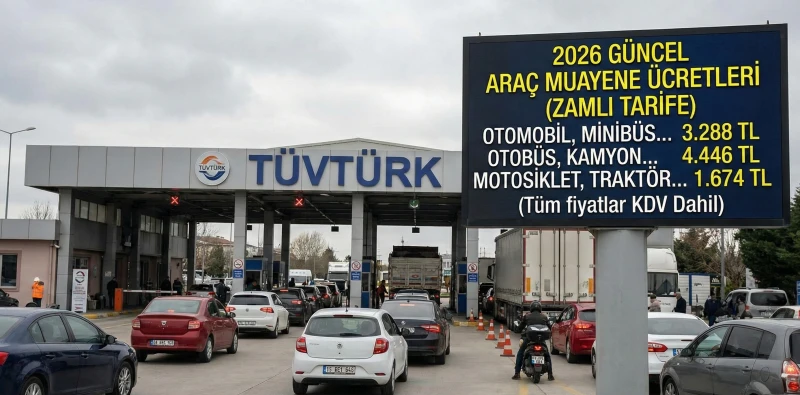 TÜVTÜRK
2026 GÜNCEL
ARAÇ MUAYENE ÜCRETLERİ
(ZAMLI TARİFE)
OTOMOBİL, MİNİBÜS... 3.288 TL
OTOBÜS, KAMYON... 4.446 TL
MOTOSİKLET, TRAKTÖR... 1.674 TL
(Tüm fiyatlar KDV Dahil)